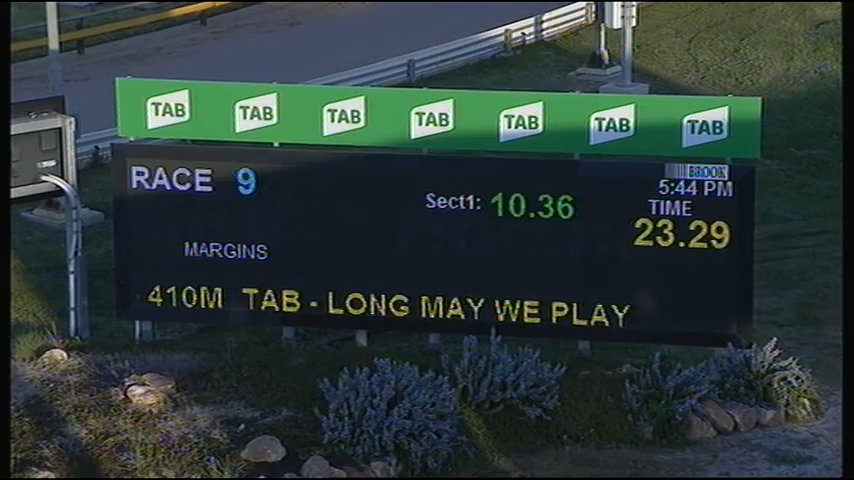 TAB TAB TAB TAB TAB TAB TAB
RACE 9
BROOK
5:44 PM
Sect1: 10.36
TIME
23.29
MARGINS
410M TAB - LONG MAY WE PLAY